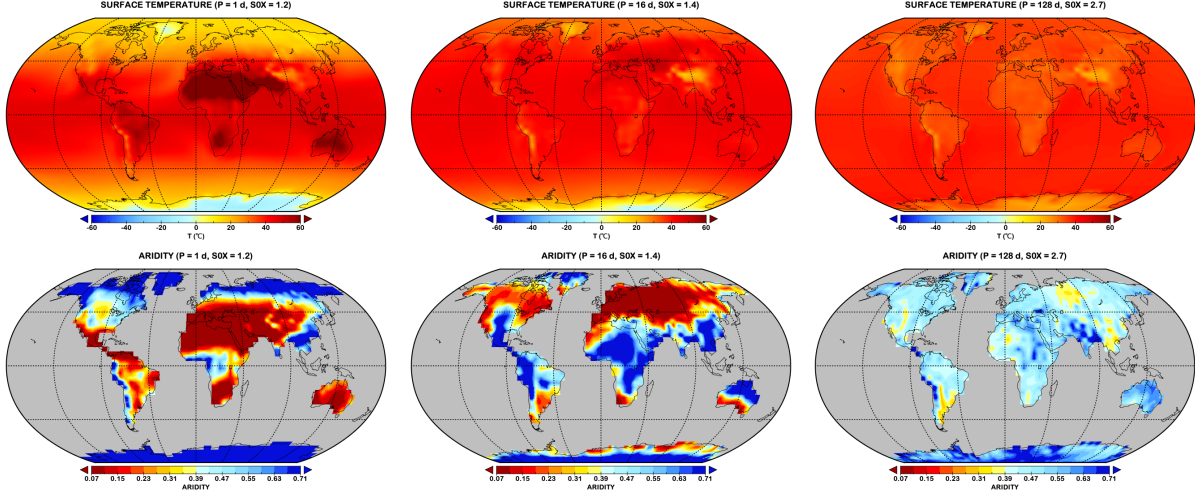 SURFACE TEMPERATURE (P = 1 d, S0X = 1.2)
SURFACE TEMPERATURE (P = 16 d, S0X = 1.4)
SURFACE TEMPERATURE (P = 128 d, S0X = 2.7)
-60 -40 -20 0 20 40 60
T (°C)
-60 -40 -20 0 20 40 60
T (°C)
-60 -40 -20 0 20 40 60
T (°C)
ARIDITY (P = 1 d, S0X = 1.2)
ARIDITY (P = 16 d, S0X = 1.4)
ARIDITY (P = 128 d, S0X = 2.7)
0.07 0.15 0.23 0.31 0.39 0.47 0.55 0.63 0.71
ARIDITY
0.07 0.15 0.23 0.31 0.39 0.47 0.55 0.63 0.71
ARIDITY
0.07 0.15 0.23 0.31 0.39 0.47 0.55 0.63 0.71
ARIDITY